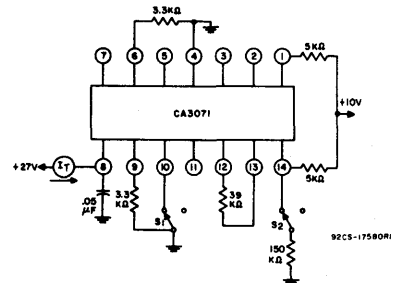 3.3KΩ
7 6 5 4 3 2 1
5KΩ
CA3071
+10V
+27V IT
8 9 10 11 12 13 14
5KΩ
.05 μF
3.3 KΩ
S1
39 KΩ
S2
150 KΩ
92CS-17580R1